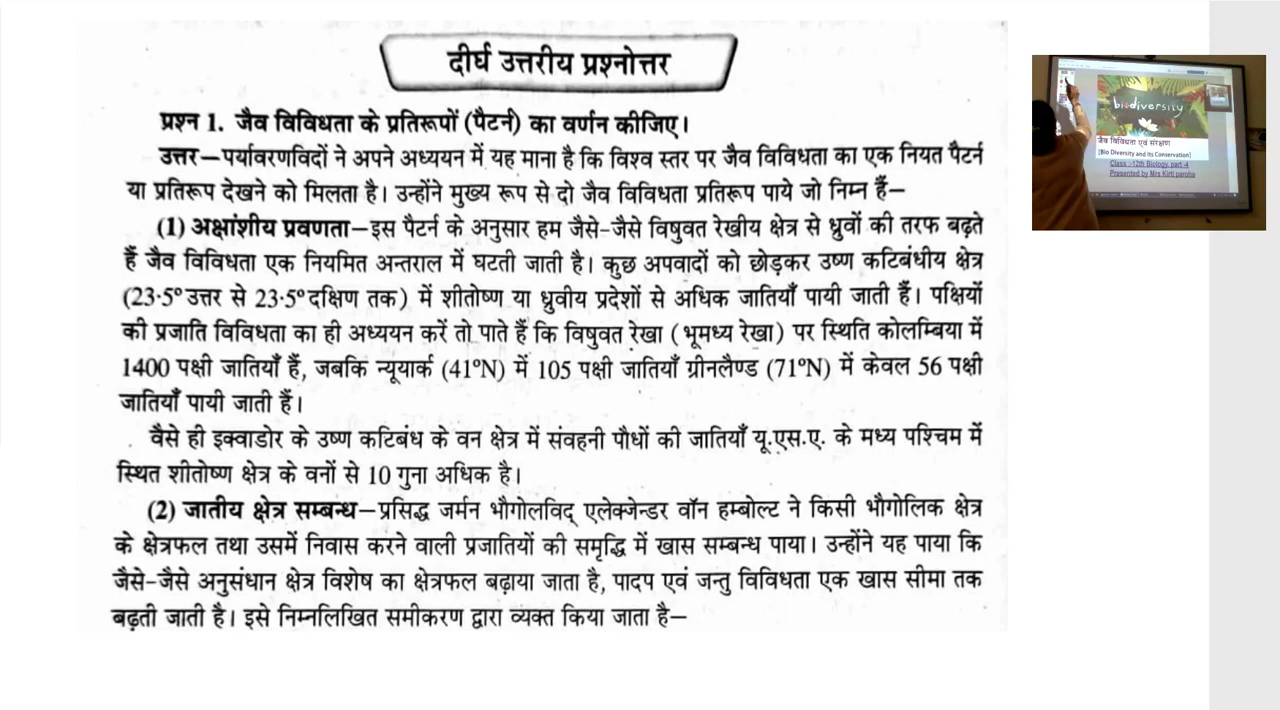 दीर्घ उत्तरीय प्रश्नोत्तर
प्रश्न 1. जैव विविधता के प्रतिरूपों (पैटर्न) का वर्णन कीजिए।
उत्तर–पर्यावरणविदों ने अपने अध्ययन में यह माना है कि विश्व स्तर पर जैव विविधता का एक नियत पैटर्न
या प्रतिरूप देखने को मिलता है। उन्होंने मुख्य रूप से दो जैव विविधता प्रतिरूप पाये जो निम्न हैं–
(1) अक्षांशीय प्रवणता–इस पैटर्न के अनुसार हम जैसे-जैसे विषुवत रेखीय क्षेत्र से ध्रुवों की तरफ बढ़ते
हैं जैव विविधता एक नियमित अन्तराल में घटती जाती है। कुछ अपवादों को छोड़कर उष्ण कटिबंधीय क्षेत्र
(23·5° उत्तर से 23·5° दक्षिण तक) में शीतोष्ण या ध्रुवीय प्रदेशों से अधिक जातियाँ पायी जाती हैं। पक्षियों
की प्रजाति विविधता का ही अध्ययन करें तो पाते हैं कि विषुवत रेखा (भूमध्य रेखा) पर स्थिति कोलम्बिया में
1400 पक्षी जातियाँ हैं, जबकि न्यूयार्क (41°N) में 105 पक्षी जातियाँ ग्रीनलैण्ड (71°N) में केवल 56 पक्षी
जातियाँ पायी जाती हैं।
वैसे ही इक्वाडोर के उष्ण कटिबंध के वन क्षेत्र में संवहनी पौधों की जातियाँ यू.एस.ए. के मध्य पश्चिम में
स्थित शीतोष्ण क्षेत्र के वनों से 10 गुना अधिक है।
(2) जातीय क्षेत्र सम्बन्ध–प्रसिद्ध जर्मन भौगोलविद् एलेक्जेन्डर वॉन हम्बोल्ट ने किसी भौगोलिक क्षेत्र
के क्षेत्रफल तथा उसमें निवास करने वाली प्रजातियों की समृद्धि में खास सम्बन्ध पाया। उन्होंने यह पाया कि
जैसे-जैसे अनुसंधान क्षेत्र विशेष का क्षेत्रफल बढ़ाया जाता है, पादप एवं जन्तु विविधता एक खास सीमा तक
बढ़ती जाती है। इसे निम्नलिखित समीकरण द्वारा व्यक्त किया जाता है–
biodiversity
जैव विविधता एवं संरक्षण
[Bio Diversity and Its Conservation]
Class :-12th Biology, part -4
Presented by Mrs Kirti paroha